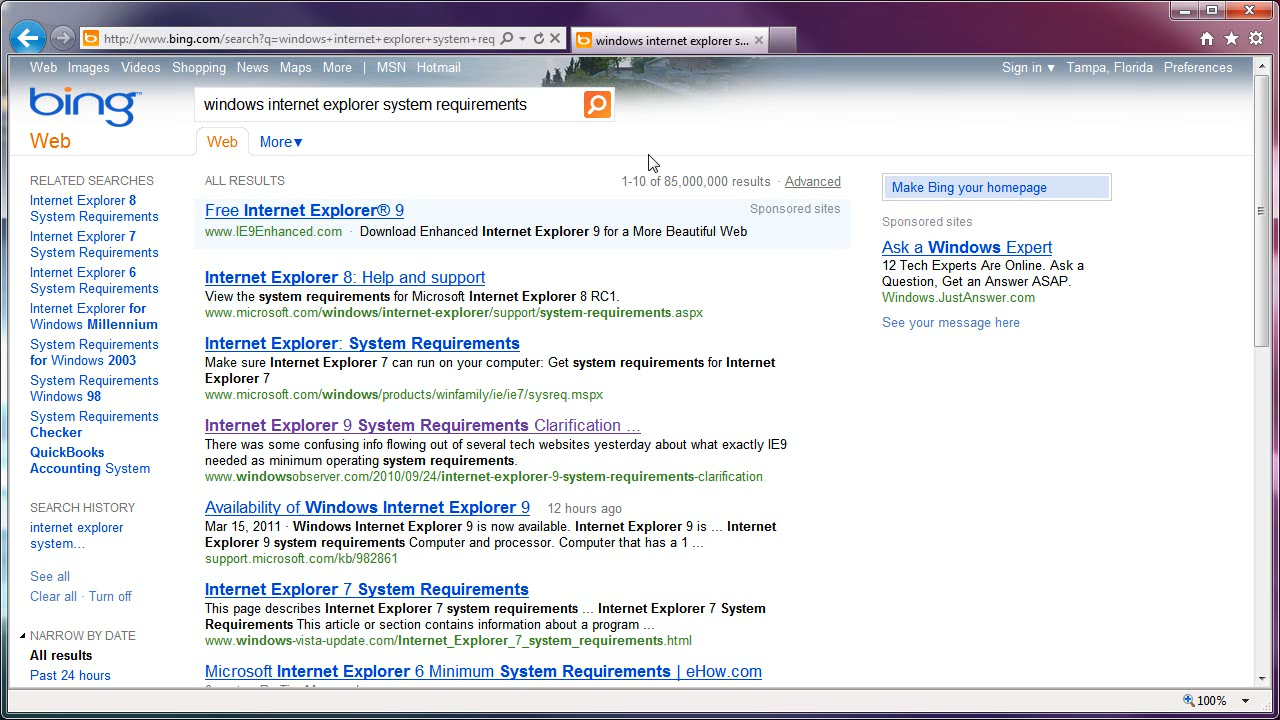 http://www.bing.com/search?q=windows+internet+explorer+system+req
windows internet explorer s...
Web Images Videos Shopping News Maps More | MSN Hotmail
Sign in ▼ Tampa, Florida Preferences
bing™
windows internet explorer system requirements
Web
Web More▼
RELATED SEARCHES
Internet Explorer 8
System Requirements
Internet Explorer 7
System Requirements
Internet Explorer 6
System Requirements
Internet Explorer for
Windows Millennium
System Requirements
for Windows 2003
System Requirements
Windows 98
System Requirements
Checker
QuickBooks
Accounting System
SEARCH HISTORY
internet explorer
system...
See all
Clear all · Turn off
NARROW BY DATE
All results
Past 24 hours
ALL RESULTS
1-10 of 85,000,000 results · Advanced
Free Internet Explorer® 9
Sponsored sites
www.IE9Enhanced.com · Download Enhanced Internet Explorer 9 for a More Beautiful Web
Internet Explorer 8: Help and support
View the system requirements for Microsoft Internet Explorer 8 RC1.
www.microsoft.com/windows/internet-explorer/support/system-requirements.aspx
Internet Explorer: System Requirements
Make sure Internet Explorer 7 can run on your computer: Get system requirements for Internet
Explorer 7
www.microsoft.com/windows/products/winfamily/ie/ie7/sysreq.mspx
Internet Explorer 9 System Requirements Clarification ...
There was some confusing info flowing out of several tech websites yesterday about what exactly IE9
needed as minimum operating system requirements.
www.windowsobserver.com/2010/09/24/internet-explorer-9-system-requirements-clarification
Availability of Windows Internet Explorer 9 12 hours ago
Mar 15, 2011 · Windows Internet Explorer 9 is now available. Internet Explorer 9 is ... Internet
Explorer 9 system requirements Computer and processor. Computer that has a 1 ...
support.microsoft.com/kb/982861
Internet Explorer 7 System Requirements
This page describes Internet Explorer 7 system requirements ... Internet Explorer 7 System
Requirements This article or section contains information about a program ...
www.windows-vista-update.com/Internet_Explorer_7_system_requirements.html
Microsoft Internet Explorer 6 Minimum System Requirements | eHow.com
Make Bing your homepage
Sponsored sites
Ask a Windows Expert
12 Tech Experts Are Online. Ask a
Question, Get an Answer ASAP.
Windows.JustAnswer.com
See your message here
100%